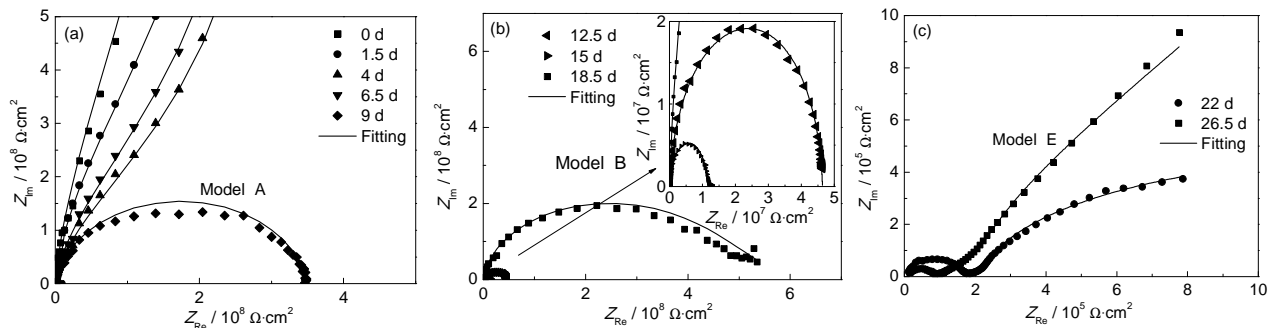 (a)
5
4
3
2
1
0
Z_Im / 10^8 Ω·cm^2
0 d
1.5 d
4 d
6.5 d
9 d
Fitting
Model A
0 2 4
Z_Re / 10^8 Ω·cm^2
(b)
6
4
2
0
Z_Im / 10^8 Ω·cm^2
12.5 d
15 d
18.5 d
Fitting
Model B
2
1
0
Z_Im / 10^7 Ω·cm^2
0 1 2 3 4 5
Z_Re / 10^7 Ω·cm^2
0 2 4 6
Z_Re / 10^8 Ω·cm^2
(c)
10
8
6
4
2
0
Z_Im / 10^5 Ω·cm^2
22 d
26.5 d
Fitting
Model E
0 2 4 6 8 10
Z_Re / 10^5 Ω·cm^2